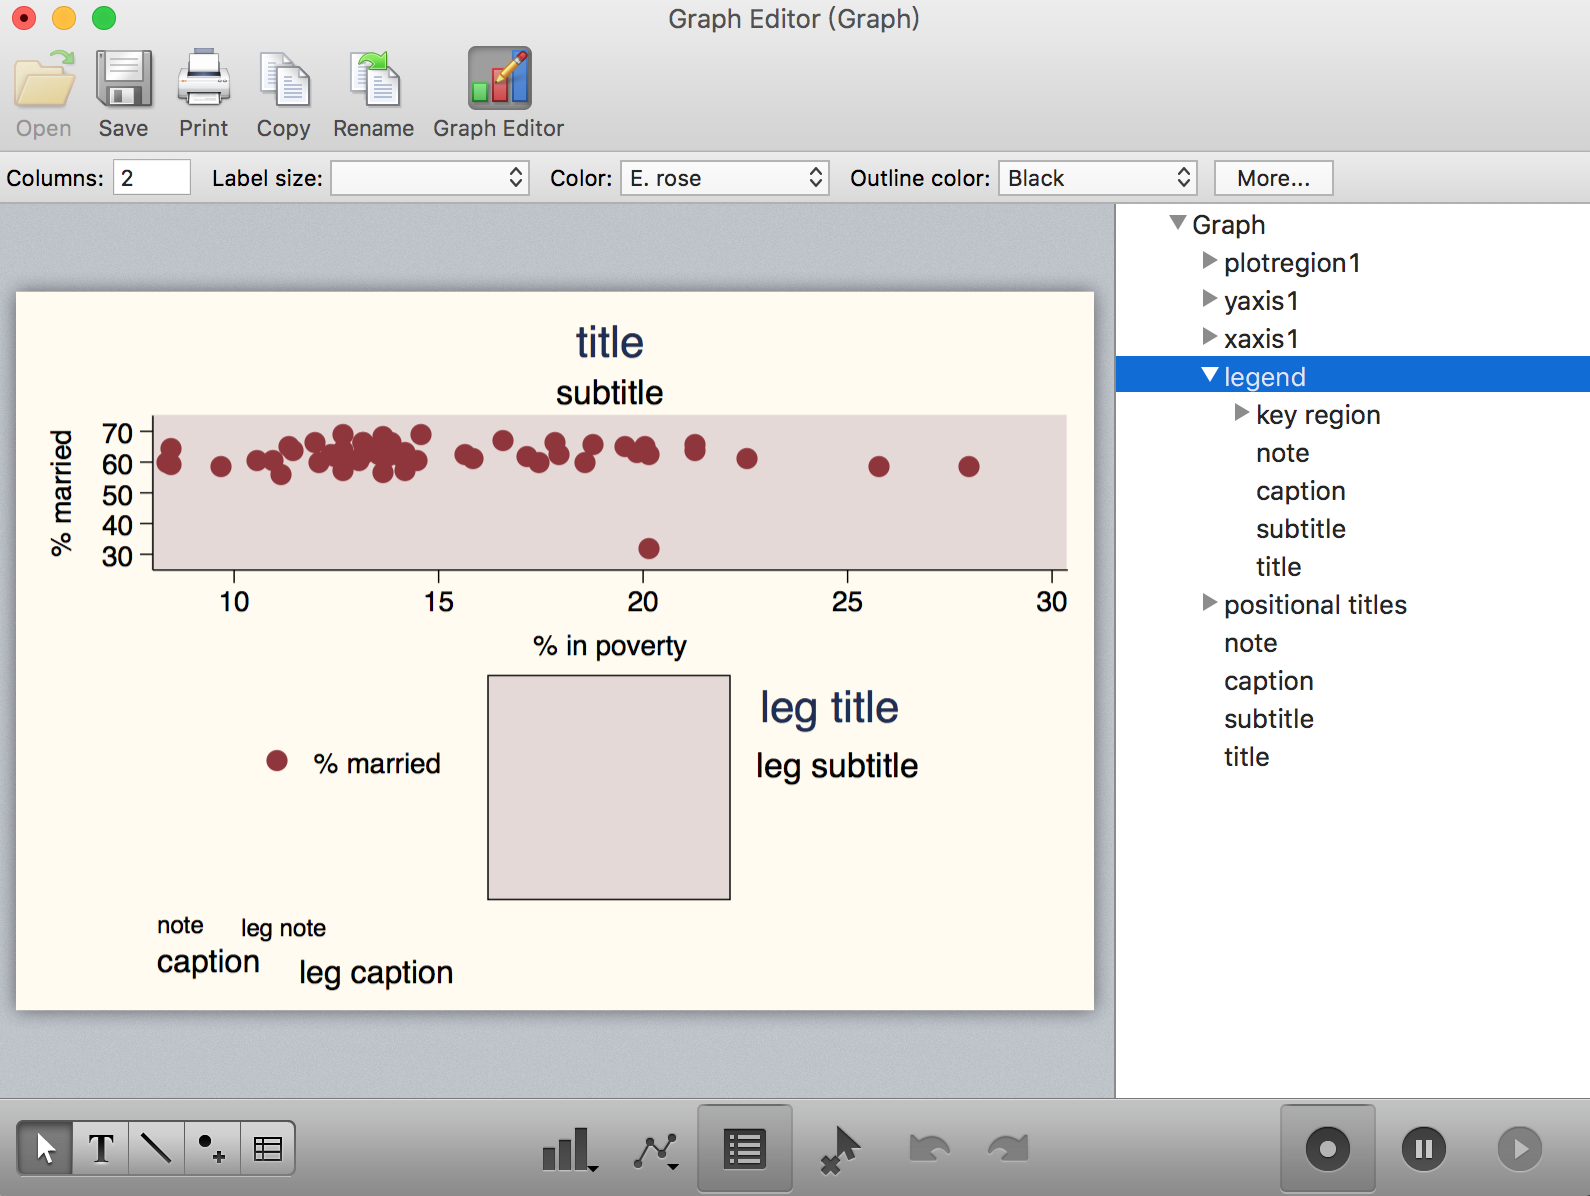 Graph Editor (Graph)
Open Save Print Copy Rename Graph Editor
Columns: 2 Label size: Color: E. rose Outline color: Black More...
title
subtitle
% married
70
60
50
40
30
10 15 20 25 30
% in poverty
leg title
% married
leg subtitle
note leg note
caption leg caption
Graph
plotregion1
yaxis1
xaxis1
legend
key region
note
caption
subtitle
title
positional titles
note
caption
subtitle
title
T